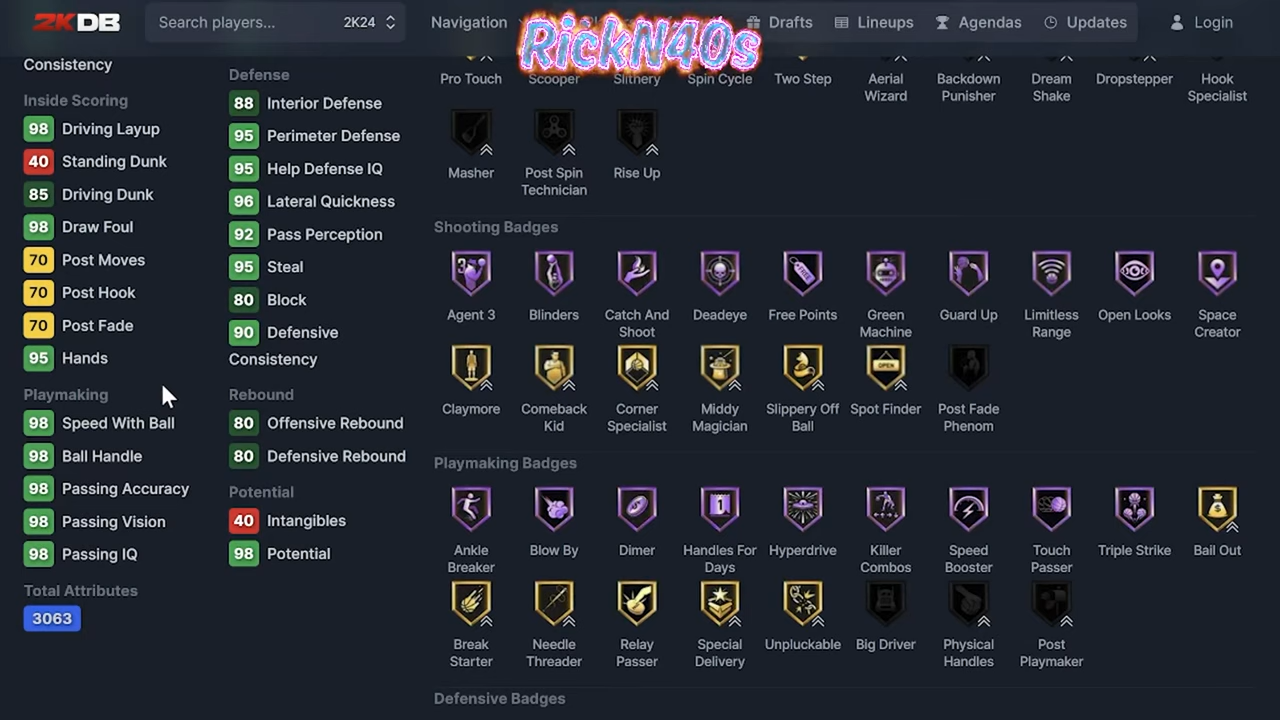 2KDB
Search players...
2K24
Navigation
Drafts
Lineups
Agendas
Updates
Login
RickN40s
Consistency
Inside Scoring
98 Driving Layup
40 Standing Dunk
85 Driving Dunk
98 Draw Foul
70 Post Moves
70 Post Hook
70 Post Fade
95 Hands
Playmaking
98 Speed With Ball
98 Ball Handle
98 Passing Accuracy
98 Passing Vision
98 Passing IQ
Total Attributes
3063
Defense
88 Interior Defense
95 Perimeter Defense
95 Help Defense IQ
96 Lateral Quickness
92 Pass Perception
95 Steal
80 Block
90 Defensive
Consistency
Rebound
80 Offensive Rebound
80 Defensive Rebound
Potential
40 Intangibles
98 Potential
Pro Touch
Scooper
Slithery
Spin Cycle
Two Step
Aerial
Wizard
Backdown
Punisher
Dream
Shake
Dropstepper
Hook
Specialist
Masher
Post Spin
Technician
Rise Up
Shooting Badges
3
Agent 3
Blinders
Catch And
Shoot
Deadeye
FREE
Free Points
Green
Machine
Guard Up
Limitless
Range
Open Looks
Space
Creator
Claymore
Comeback
Kid
Corner
Specialist
Middy
Magician
Slippery Off
Ball
OPEN
Spot Finder
Post Fade
Phenom
Playmaking Badges
Ankle
Breaker
Blow By
Dimer
1
Handles For
Days
Hyperdrive
Killer
Combos
Speed
Booster
Touch
Passer
Triple Strike
Bail Out
Break
Starter
Needle
Threader
Relay
Passer
Special
Delivery
Unpluckable
Big Driver
Physical
Handles
Post
Playmaker
Defensive Badges